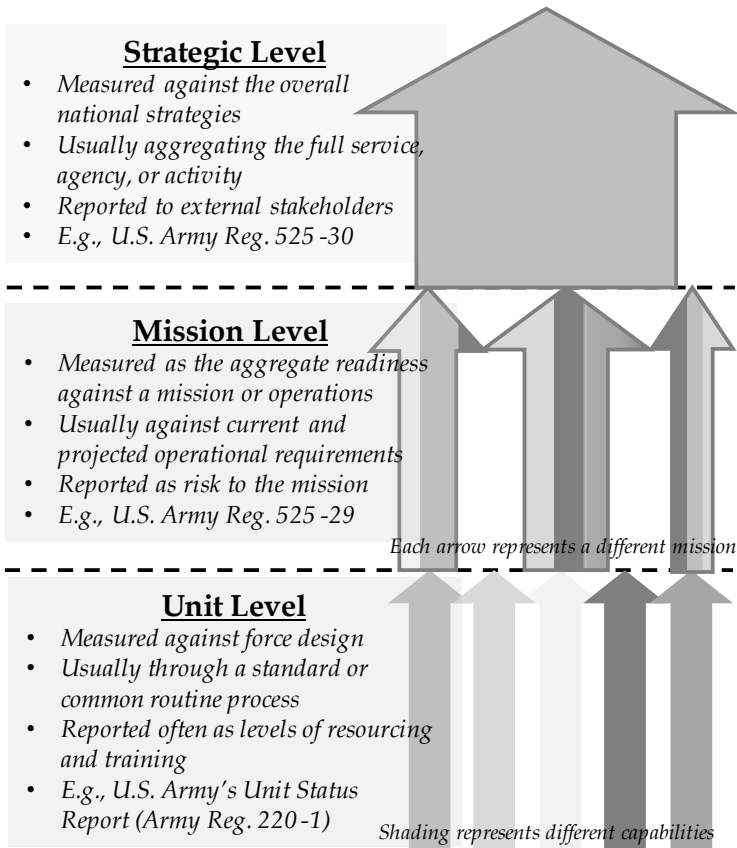 Strategic Level
• Measured against the overall
national strategies
• Usually aggregating the full service,
agency, or activity
• Reported to external stakeholders
• E.g., U.S. Army Reg. 525-30
Mission Level
• Measured as the aggregate readiness
against a mission or operations
• Usually against current and
projected operational requirements
• Reported as risk to the mission
• E.g., U.S. Army Reg. 525-29
Each arrow represents a different mission
Unit Level
• Measured against force design
• Usually through a standard or
common routine process
• Reported often as levels of resourcing
and training
• E.g., U.S. Army's Unit Status
Report (Army Reg. 220-1)
Shading represents different capabilities